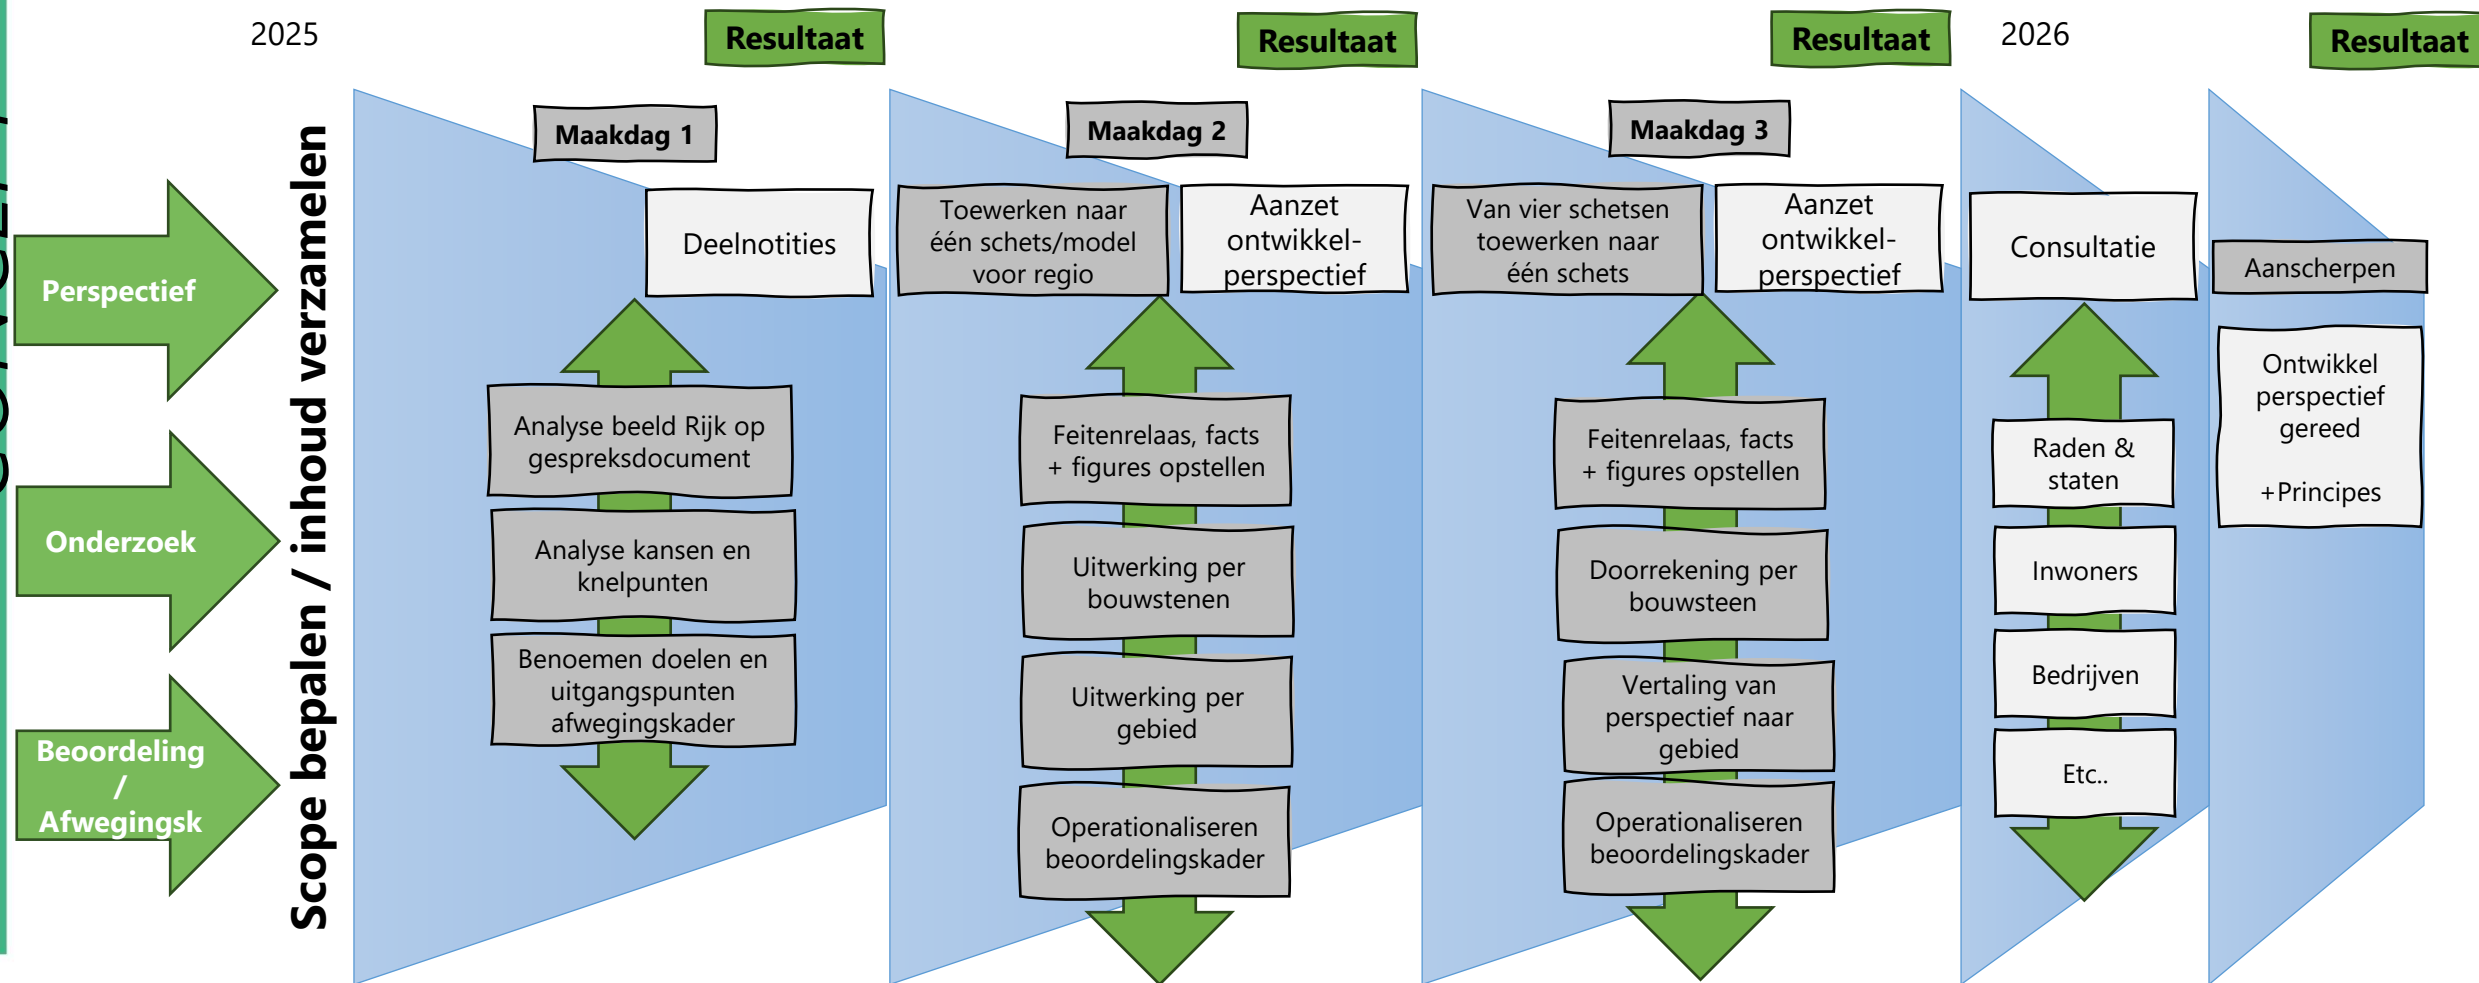 2025
Resultaat
Resultaat
Resultaat
2026
Resultaat
Perspectief
Onderzoek
Beoordeling
/
Afwegingsk
Scope bepalen / inhoud verzamelen
Maakdag 1
Deelnotities
Analyse beeld Rijk op
gespreksdocument
Analyse kansen en
knelpunten
Benoemen doelen en
uitgangspunten
afwegingskader
Maakdag 2
Toewerken naar
één schets/model
voor regio
Aanzet
ontwikkel-
perspectief
Feitenrelaas, facts
+ figures opstellen
Uitwerking per
bouwstenen
Uitwerking per
gebied
Operationaliseren
beoordelingskader
Maakdag 3
Van vier schetsen
toewerken naar
één schets
Aanzet
ontwikkel-
perspectief
Feitenrelaas, facts
+ figures opstellen
Doorrekening per
bouwsteen
Vertaling van
perspectief naar
gebied
Operationaliseren
beoordelingskader
Consultatie
Raden &
staten
Inwoners
Bedrijven
Etc..
Aanscherpen
Ontwikkel
perspectief
gereed
+Principes